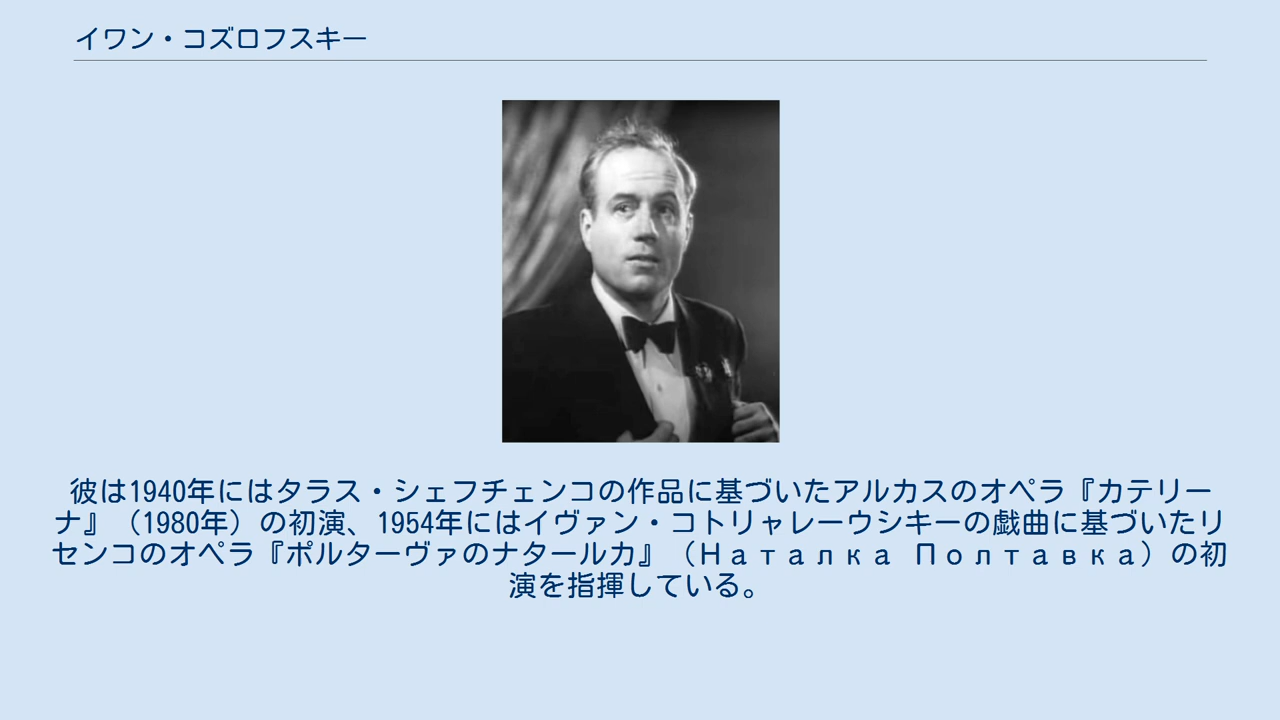 イワン・コズロフスキー
彼は1940年にはタラス・シェフチェンコの作品に基づいたアルカスのオペラ『カテリー
ナ』（1980年）の初演、1954年にはイヴァン・コトリャレーウシキーの戯曲に基づいたリ
センコのオペラ『ポルターヴァのナタールカ』（Наталка Полтавка）の初
演を指揮している。